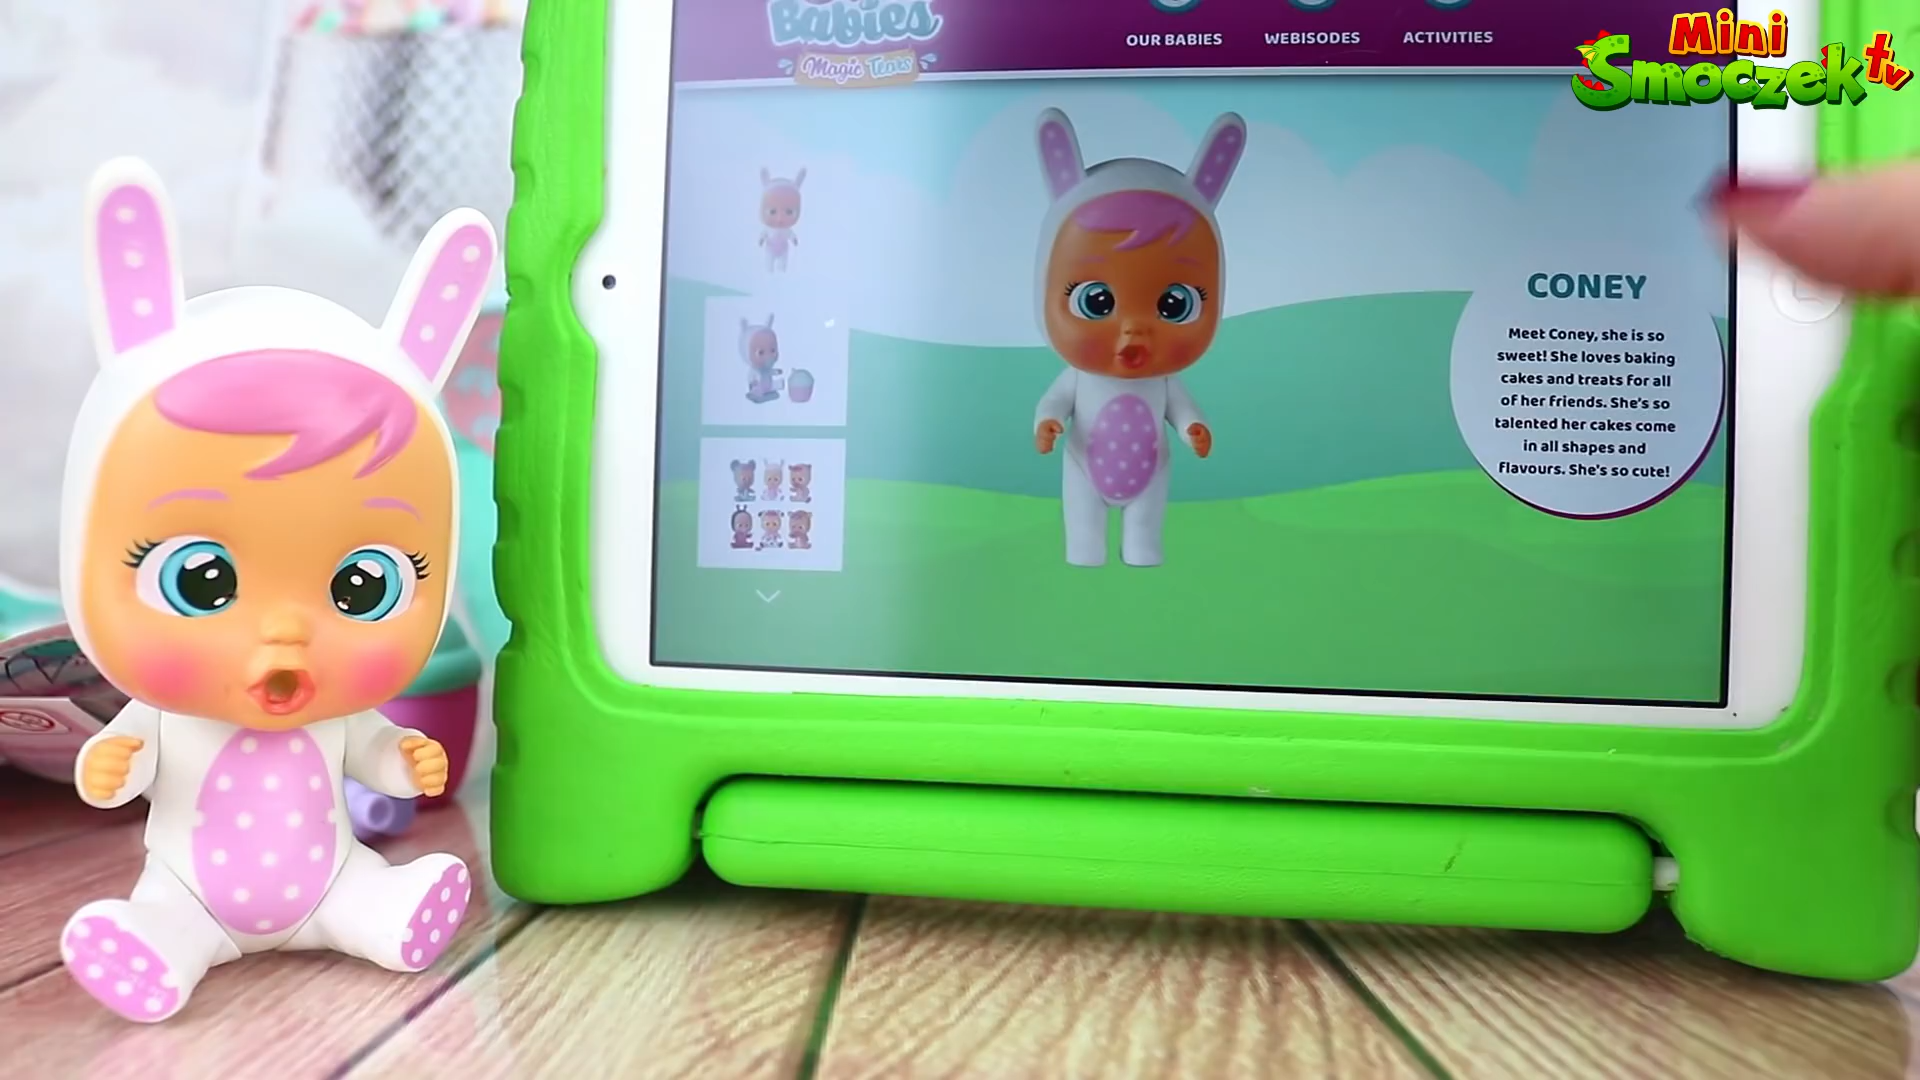 Babies
Magic Tears
OUR BABIES
WEBISODES
ACTIVITIES
Mini
Smoczek tv
CONEY
Meet Coney, she is so
sweet! She loves baking
cakes and treats for all
of her friends. She's so
talented her cakes come
in all shapes and
flavours. She's so cute!